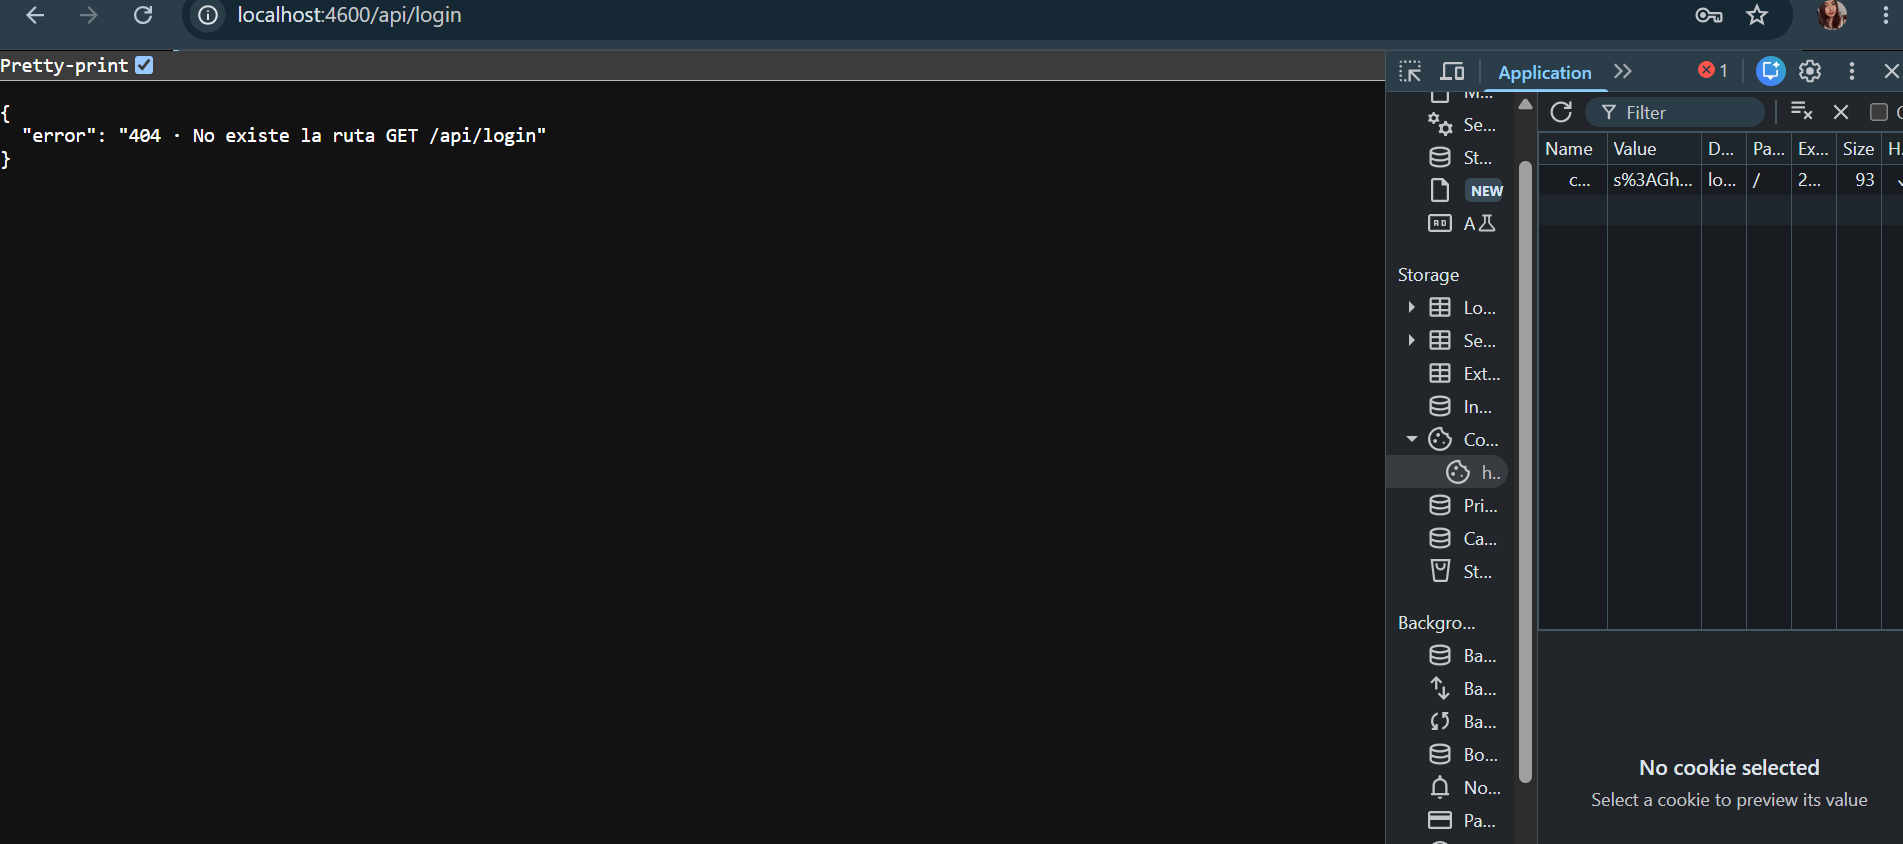 localhost:4600/api/login
Pretty-print
{
"error": "404 · No existe la ruta GET /api/login"
}
Application
1
M...
Se...
St...
NEW
A
Storage
Lo...
Se...
Ext...
In...
Co...
h..
Pri...
Ca...
St...
Backgro...
Ba...
Ba...
Ba...
Bo...
No...
Pa...
Filter
Name Value D... Pa... Ex... Size H.
c... s%3AGh... lo... / 2... 93
No cookie selected
Select a cookie to preview its value